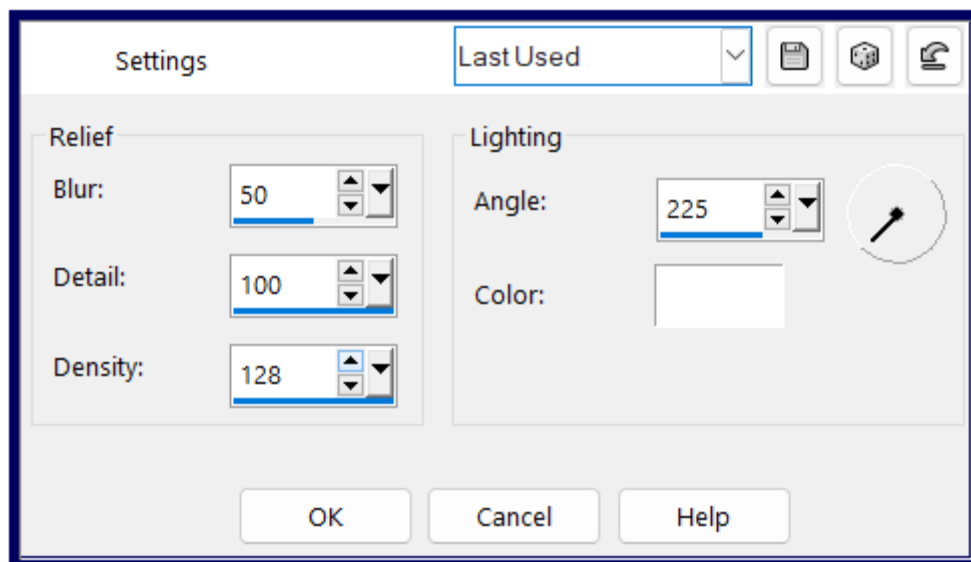 Settings
Last Used
Relief
Blur: 50
Detail: 100
Density: 128
Lighting
Angle: 225
Color:
OK Cancel Help